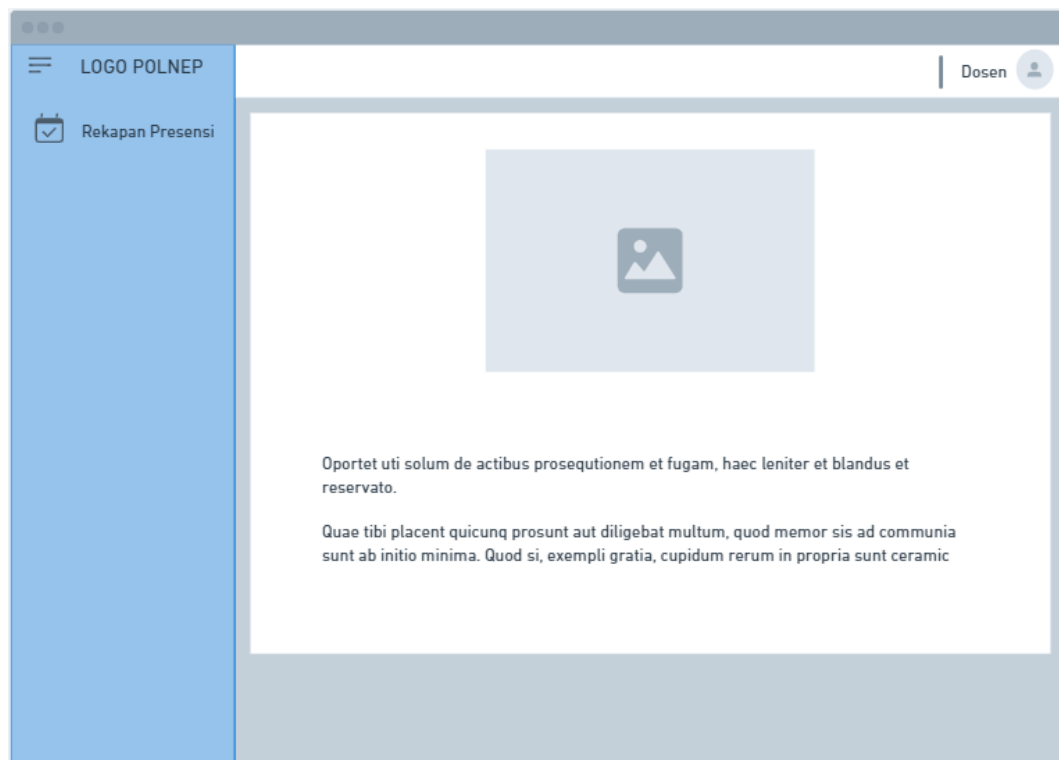 LOGO POLNEP
Dosen
Rekapan Presensi
Oportet uti solum de actibus prosequtionem et fugam, haec leniter et blandus et
reservato.
Quae tibi placent quicunq prosunt aut diligebat multum, quod memor sis ad communia
sunt ab initio minima. Quod si, exempli gratia, cupidum rerum in propria sunt ceramic